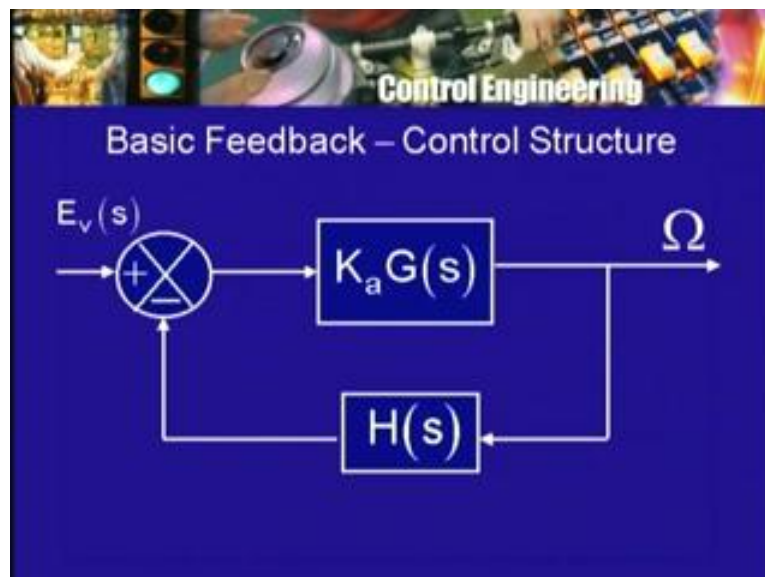 Control Engineering
Basic Feedback – Control Structure
Eᵥ(s)
Ω
+
KₐG(s)
−
H(s)